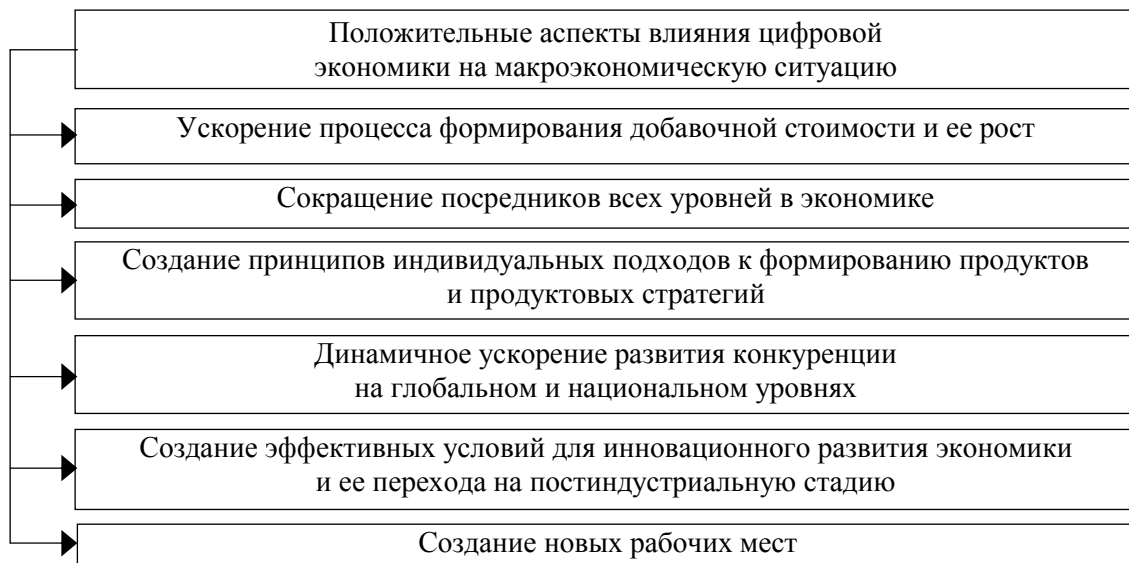 Положительные аспекты влияния цифровой
экономики на макроэкономическую ситуацию
Ускорение процесса формирования добавочной стоимости и ее рост
Сокращение посредников всех уровней в экономике
Создание принципов индивидуальных подходов к формированию продуктов
и продуктовых стратегий
Динамичное ускорение развития конкуренции
на глобальном и национальном уровнях
Создание эффективных условий для инновационного развития экономики
и ее перехода на постиндустриальную стадию
Создание новых рабочих мест